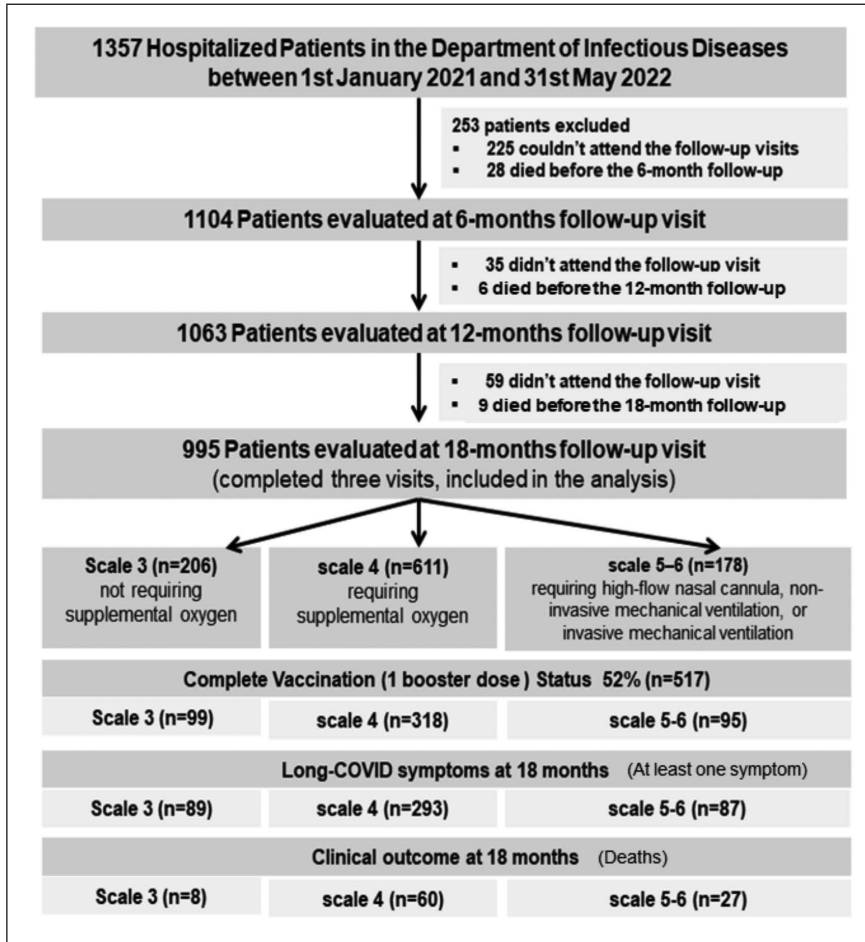 1357 Hospitalized Patients in the Department of Infectious Diseases
between 1st January 2021 and 31st May 2022
253 patients excluded
▪ 225 couldn't attend the follow-up visits
▪ 28 died before the 6-month follow-up
1104 Patients evaluated at 6-months follow-up visit
▪ 35 didn't attend the follow-up visit
▪ 6 died before the 12-month follow-up
1063 Patients evaluated at 12-months follow-up visit
▪ 59 didn't attend the follow-up visit
▪ 9 died before the 18-month follow-up
995 Patients evaluated at 18-months follow-up visit
(completed three visits, included in the analysis)
Scale 3 (n=206)
not requiring
supplemental oxygen
scale 4 (n=611)
requiring
supplemental oxygen
scale 5–6 (n=178)
requiring high-flow nasal cannula, non-
invasive mechanical ventilation, or
invasive mechanical ventilation
Complete Vaccination (1 booster dose) Status 52% (n=517)
Scale 3 (n=99) scale 4 (n=318) scale 5-6 (n=95)
Long-COVID symptoms at 18 months (At least one symptom)
Scale 3 (n=89) scale 4 (n=293) scale 5-6 (n=87)
Clinical outcome at 18 months (Deaths)
Scale 3 (n=8) scale 4 (n=60) scale 5-6 (n=27)